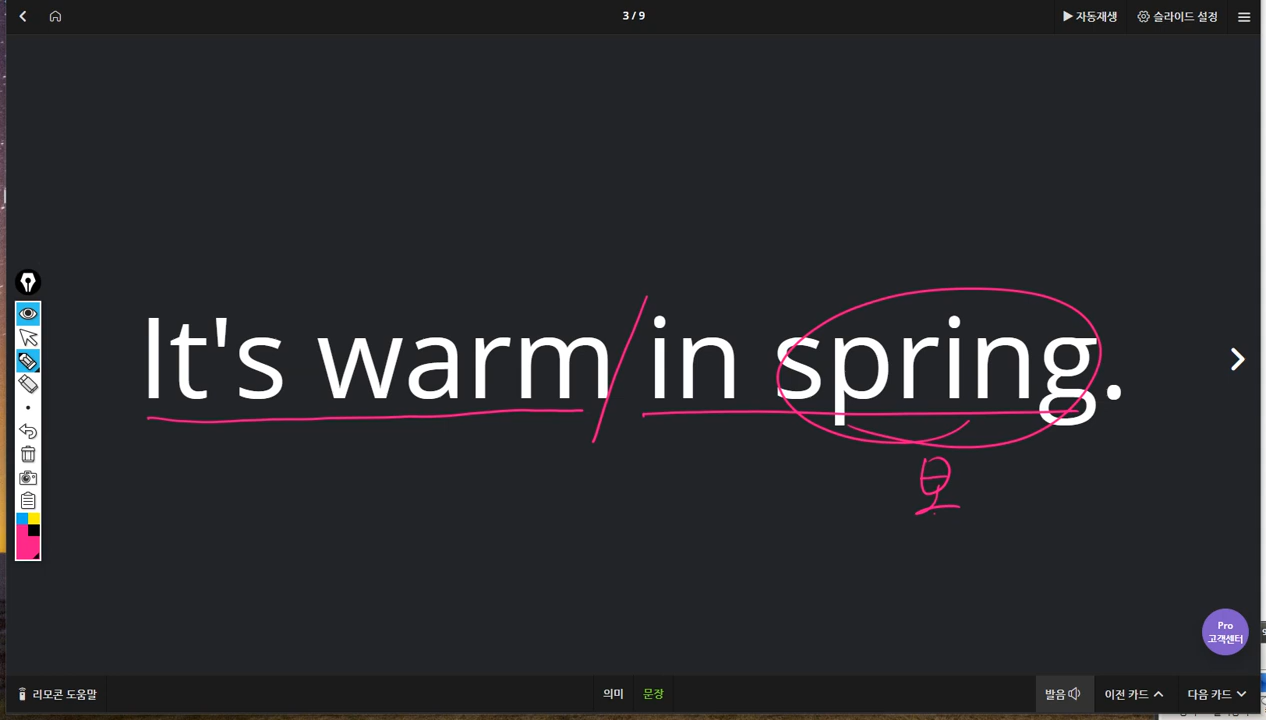 3 / 9
자동재생
슬라이드 설정
It's warm in spring.
Pro
고객센터
리모콘 도움말
의미
문장
발음
이전 카드
다음 카드